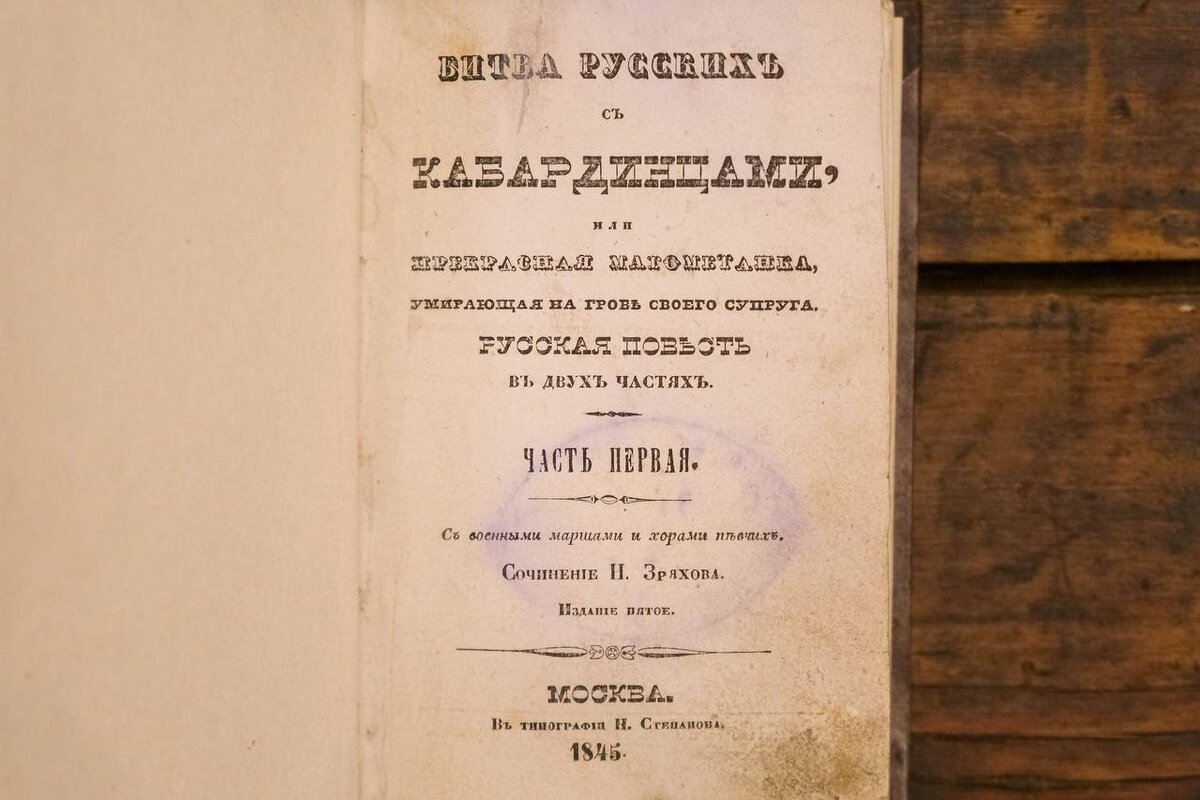 БИТВА РУССКИХЪ
СЪ
КАБАРДИНЦАМИ,
ИЛИ
ПРЕКРАСНАЯ МАГОМЕТАНКА,
УМИРАЮЩАЯ НА ГРОБѢ СВОЕГО СУПРУГА.
РУССКАЯ ПОВѢСТЬ
ВЪ ДВУХЪ ЧАСТЯХЪ.
ЧАСТЬ ПЕРВАЯ.
Съ военными маршами и хорами пѣвчихъ.
Сочиненіе Н. Зряхова.
Изданіе пятое.
МОСКВА.
Въ типографіи Н. Степанова.
1845.